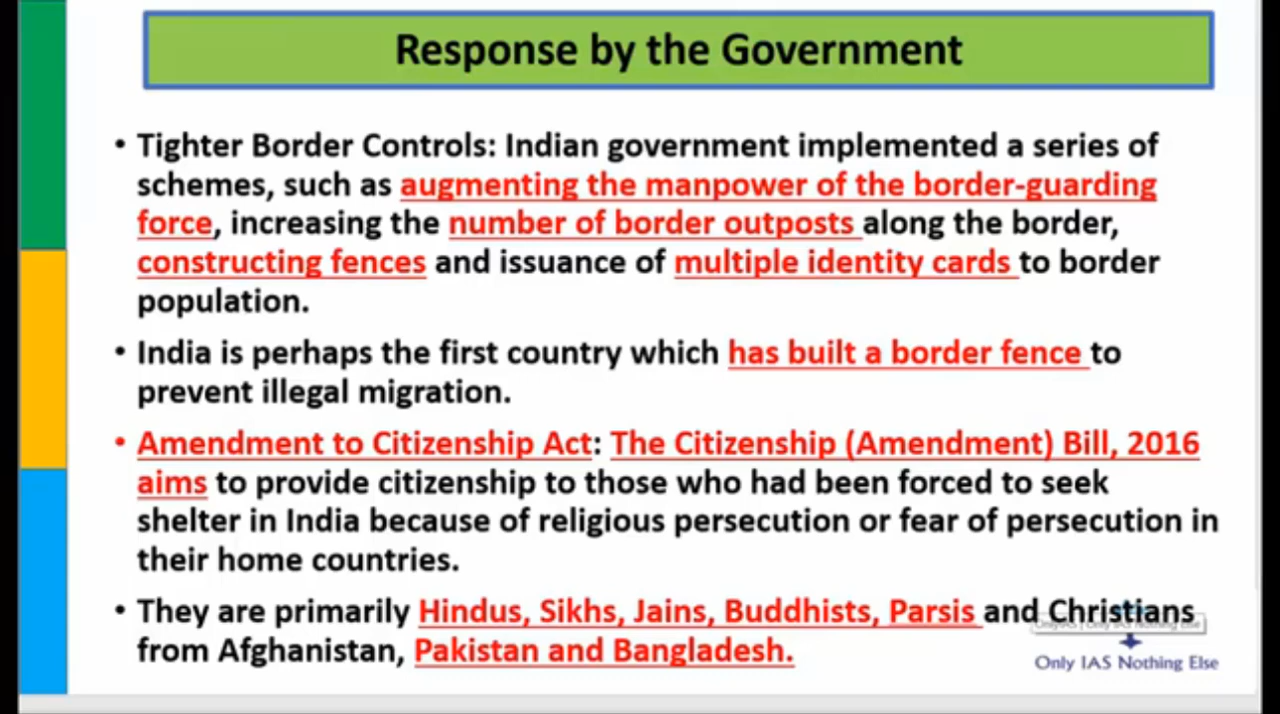 Response by the Government
• Tighter Border Controls: Indian government implemented a series of
schemes, such as augmenting the manpower of the border-guarding
force, increasing the number of border outposts along the border,
constructing fences and issuance of multiple identity cards to border
population.
• India is perhaps the first country which has built a border fence to
prevent illegal migration.
• Amendment to Citizenship Act: The Citizenship (Amendment) Bill, 2016
aims to provide citizenship to those who had been forced to seek
shelter in India because of religious persecution or fear of persecution in
their home countries.
• They are primarily Hindus, Sikhs, Jains, Buddhists, Parsis and Christians
from Afghanistan, Pakistan and Bangladesh.
Only IAS Nothing Else